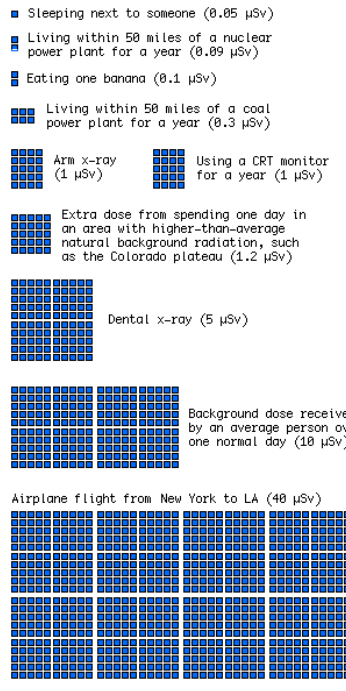 Sleeping next to someone (0.05 µSv)
Living within 50 miles of a nuclear
power plant for a year (0.09 µSv)
Eating one banana (0.1 µSv)
Living within 50 miles of a coal
power plant for a year (0.3 µSv)
Arm x-ray
(1 µSv)
Using a CRT monitor
for a year (1 µSv)
Extra dose from spending one day in
an area with higher-than-average
natural background radiation, such
as the Colorado plateau (1.2 µSv)
Dental x-ray (5 µSv)
Background dose receive
by an average person ov
one normal day (10 µSv)
Airplane flight from New York to LA (40 µSv)